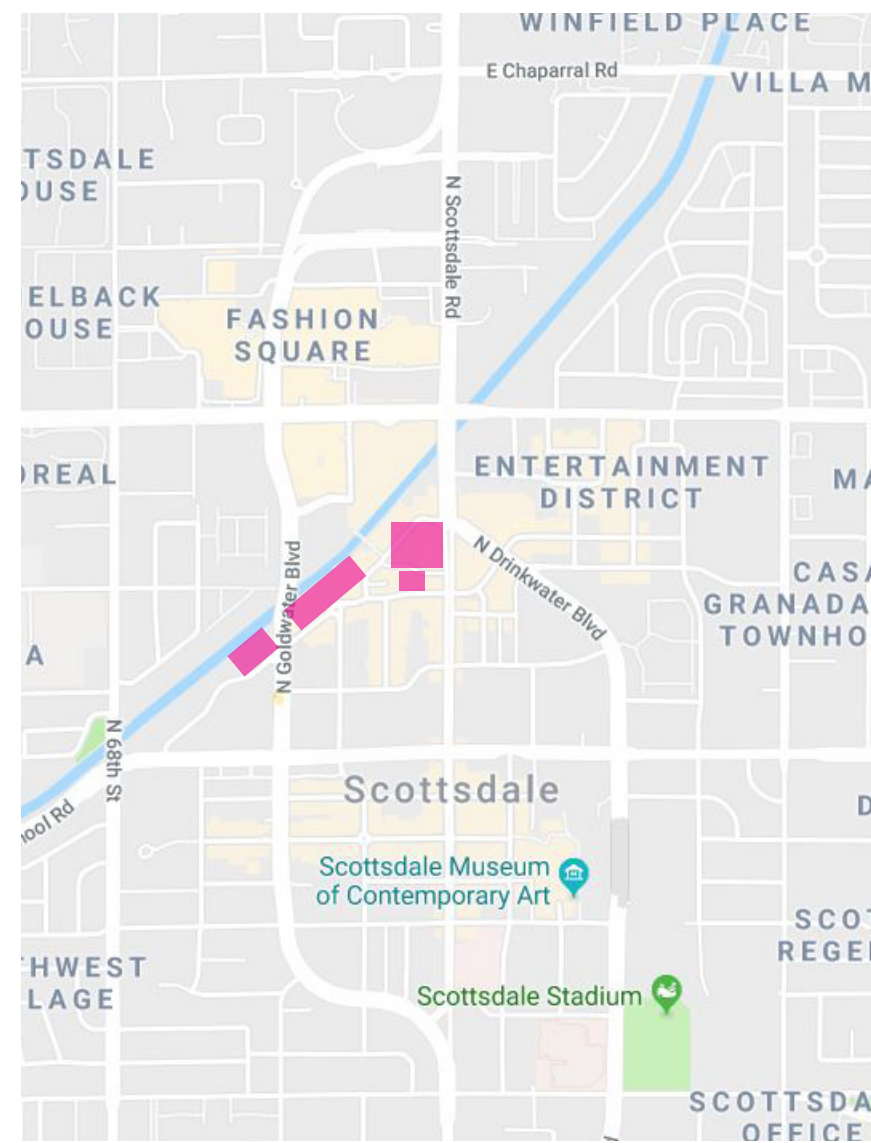 WINFIELD PLACE
E Chaparral Rd
VILLA M
TSDALE
OUSE
N Scottsdale Rd
ELBACK
OUSE
FASHION
SQUARE
OREAL
ENTERTAINMENT
DISTRICT
MA
N Goldwater Blvd
N Drinkwater Blvd
CASA
GRANADA
TOWNHO
A
N 68th St
ool Rd
Scottsdale
D
Scottsdale Museum
of Contemporary Art
SCOT
REGE
HWEST
LAGE
Scottsdale Stadium
SCOTTSDA
OFFICE